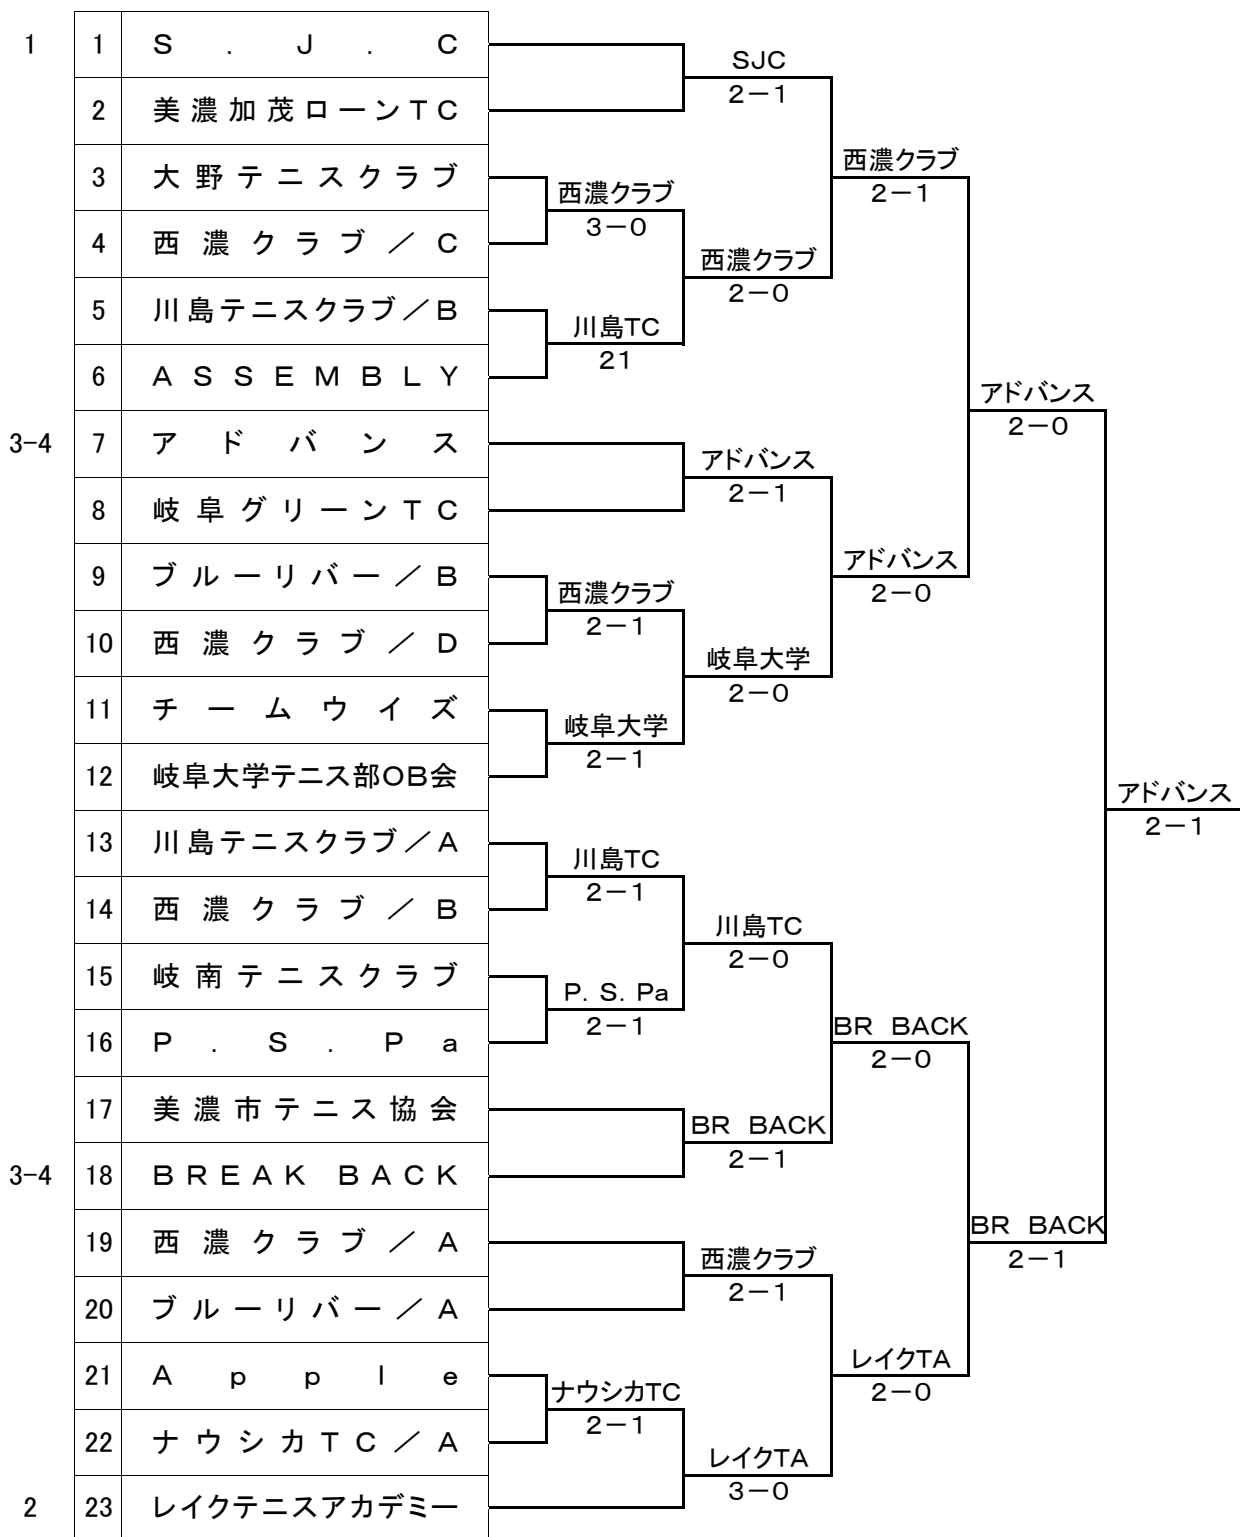 1 1 S . J . C
SJC
2-1
2 美濃加茂ローンTC
3 大野テニスクラブ
西濃クラブ
2-1
西濃クラブ
3-0
4 西濃クラブ/C
西濃クラブ
2-0
5 川島テニスクラブ/B
川島TC
21
6 ASSEMBLY
アドバンス
2-0
3-4 7 アドバンス
アドバンス
2-1
8 岐阜グリーンTC
9 ブルーリバー/B
アドバンス
2-0
西濃クラブ
2-1
10 西濃クラブ/D
岐阜大学
2-0
11 チームウイズ
岐阜大学
2-1
12 岐阜大学テニス部OB会
アドバンス
2-1
13 川島テニスクラブ/A
川島TC
2-1
14 西濃クラブ/B
川島TC
2-0
15 岐南テニスクラブ
P. S. Pa
2-1
16 P . S . P a
BR BACK
2-0
17 美濃市テニス協会
BR BACK
2-1
3-4 18 BREAK BACK
19 西濃クラブ/A
BR BACK
2-1
西濃クラブ
2-1
20 ブルーリバー/A
21 Apple
レイクTA
2-0
ナウシカTC
2-1
22 ナウシカTC/A
レイクTA
3-0
2 23 レイクテニスアカデミー